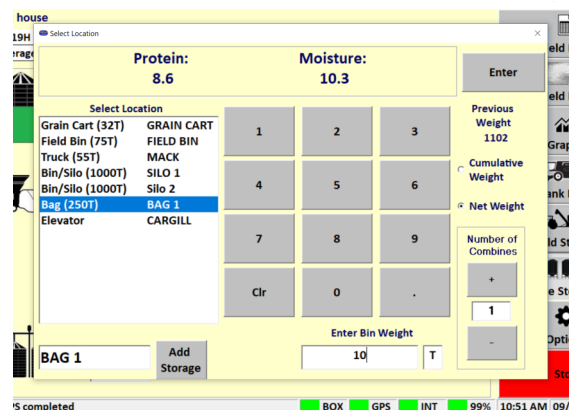 house
19H
Select Location
Protein: Moisture:
8.6 10.3
Enter
Select Location
Grain Cart (32T) GRAIN CART
Field Bin (75T) FIELD BIN
Truck (55T) MACK
Bin/Silo (1000T) SILO 1
Bin/Silo (1000T) Silo 2
Bag (250T) BAG 1
Elevator CARGILL
1 2 3
4 5 6
7 8 9
Clr 0 .
Previous
Weight
1102
Cumulative
Weight
Net Weight
Number of
Combines
+
1
-
Enter Bin Weight
BAG 1
Add
Storage
10 T
BOX GPS INT 99% 10:51 AM 09/
completed